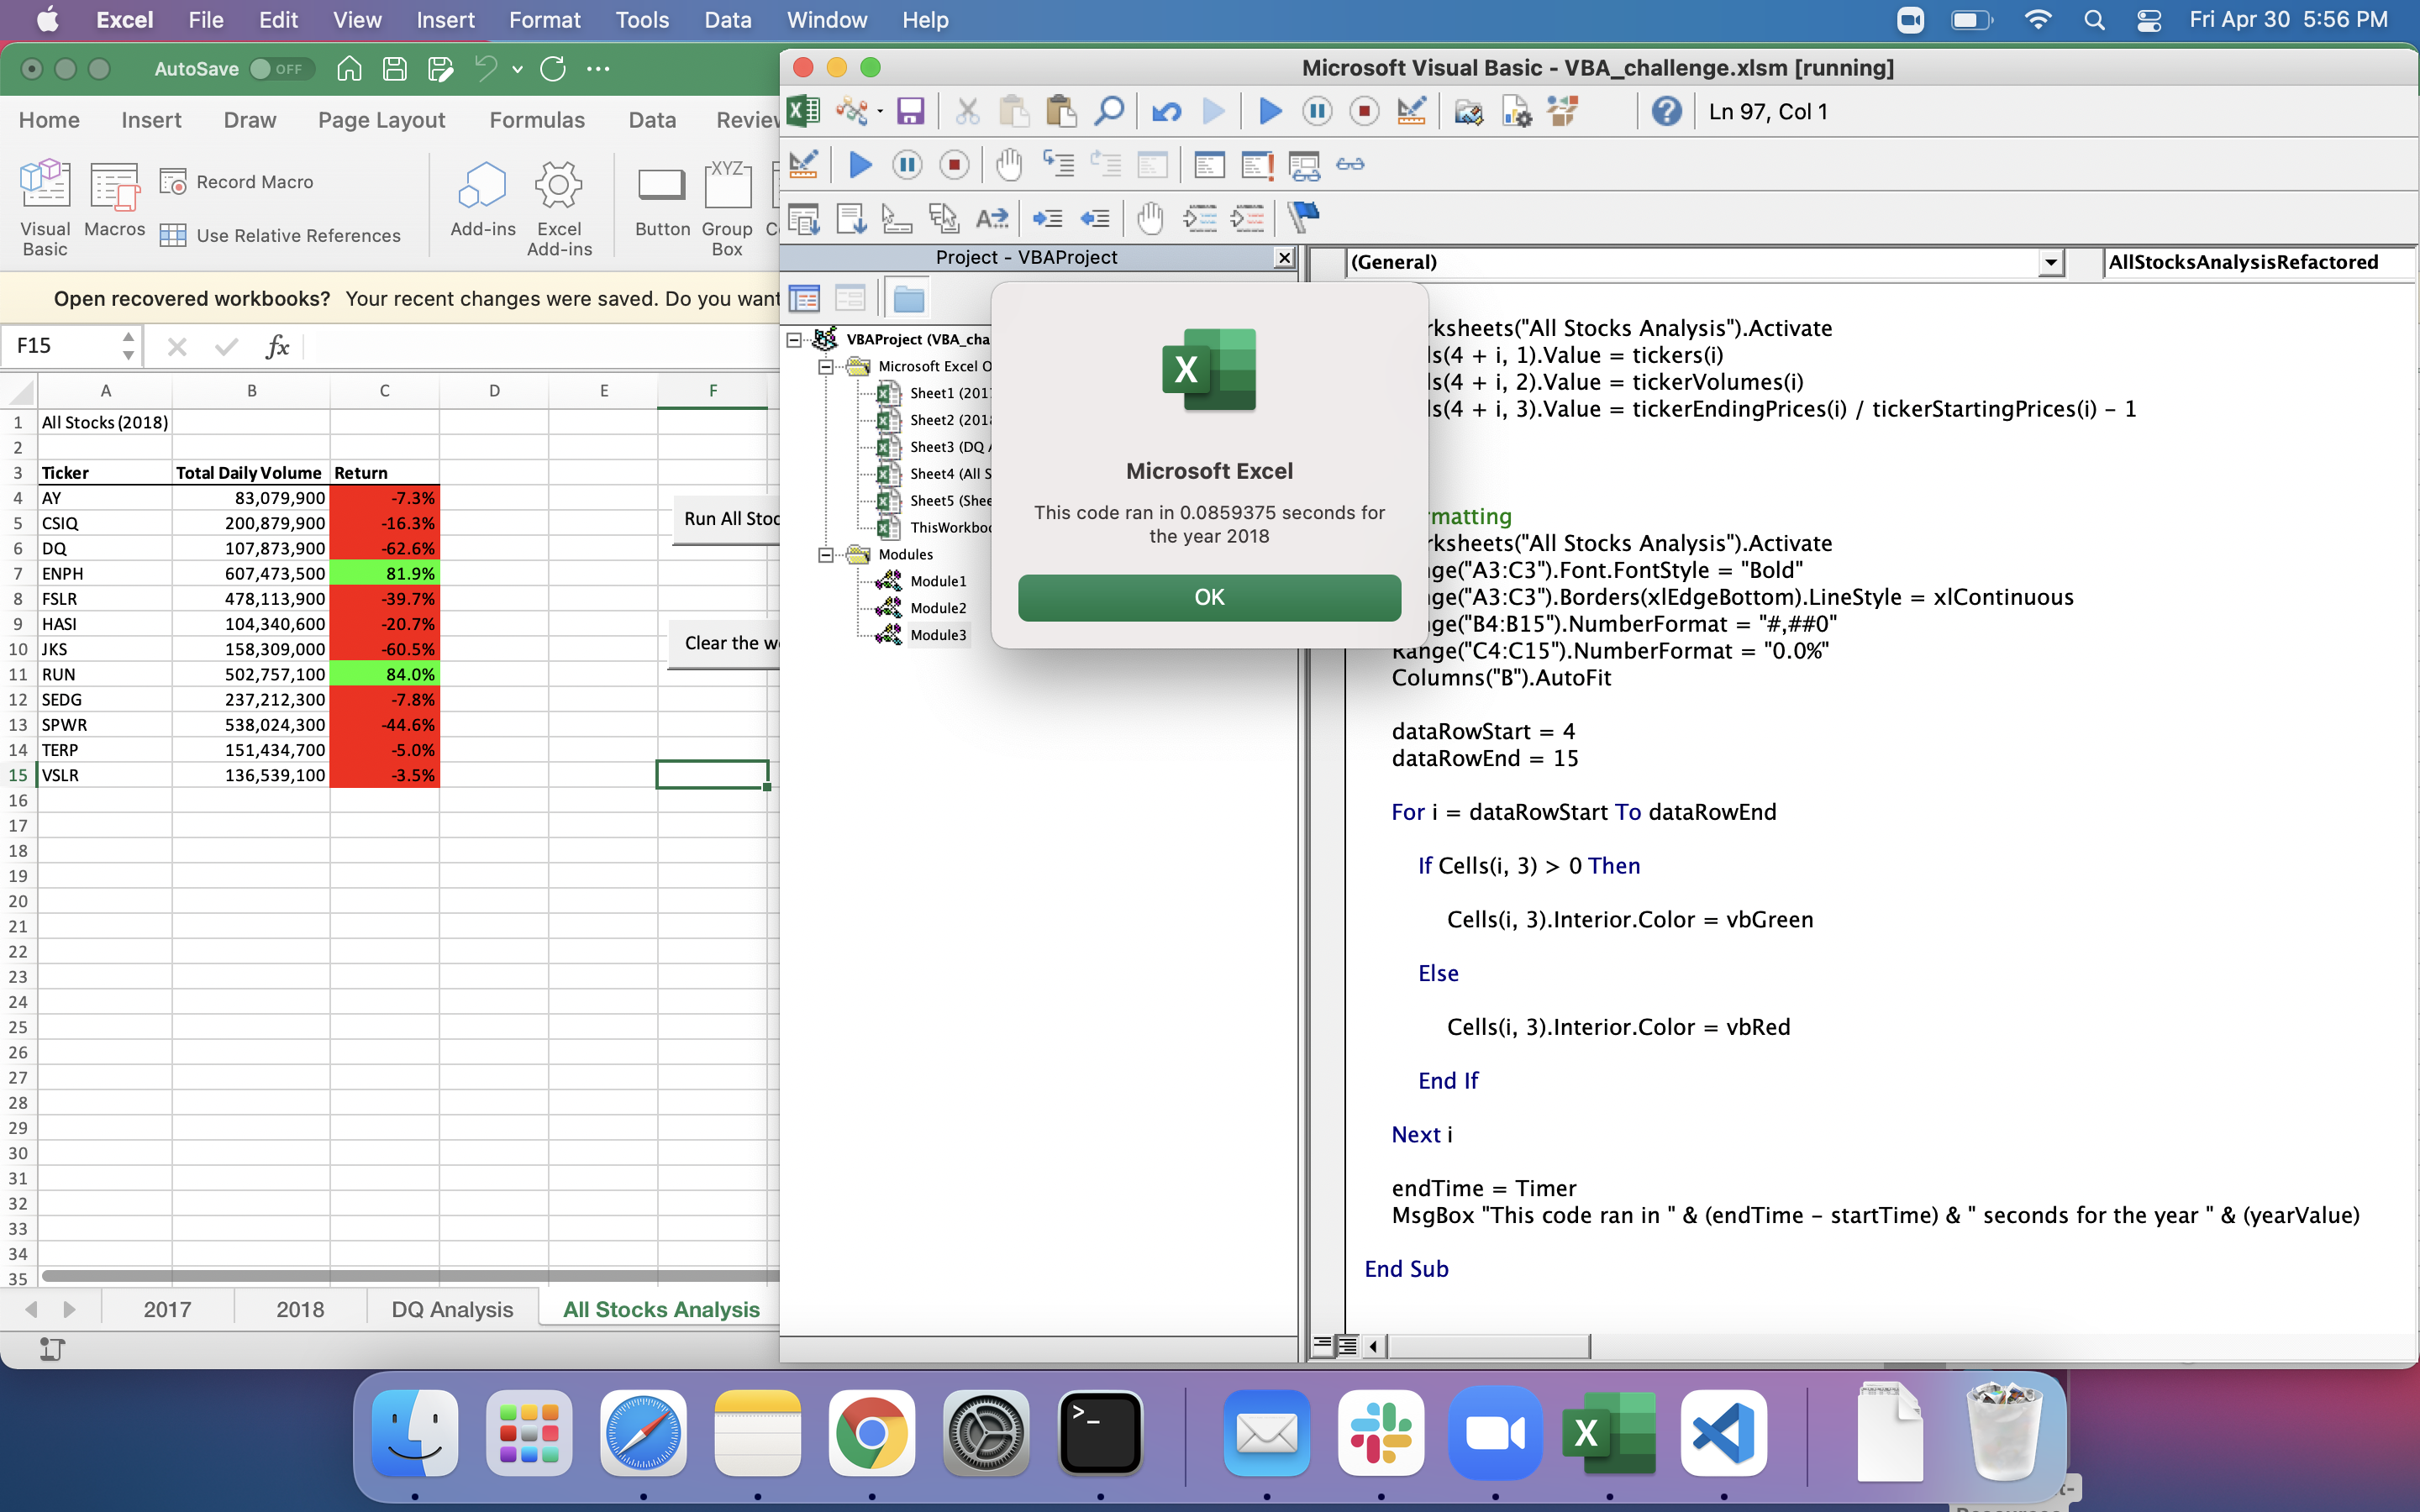 Excel File Edit View Insert Format Tools Data Window Help Fri Apr 30 5:56 PM
AutoSave OFF
Home Insert Draw Page Layout Formulas Data Review
Visual Basic
Macros
Record Macro
Use Relative References
Add-ins
Excel Add-ins
Button
XYZ
Group Box
Open recovered workbooks? Your recent changes were saved. Do you want
F15 fx
A B C D E F
1 All Stocks (2018)
2
3 Ticker Total Daily Volume Return
4 AY 83,079,900 -7.3%
5 CSIQ 200,879,900 -16.3%
6 DQ 107,873,900 -62.6%
7 ENPH 607,473,500 81.9%
8 FSLR 478,113,900 -39.7%
9 HASI 104,340,600 -20.7%
10 JKS 158,309,000 -60.5%
11 RUN 502,757,100 84.0%
12 SEDG 237,212,300 -7.8%
13 SPWR 538,024,300 -44.6%
14 TERP 151,434,700 -5.0%
15 VSLR 136,539,100 -3.5%
16
17
18
19
20
21
22
23
24
25
26
27
28
29
30
31
32
33
34
35
Run All Stoc
Clear the w
2017 2018 DQ Analysis All Stocks Analysis
Microsoft Visual Basic - VBA_challenge.xlsm [running]
Ln 97, Col 1
Project - VBAProject
VBAProject (VBA_cha
Microsoft Excel O
Sheet1 (201
Sheet2 (201
Sheet3 (DQ
Sheet4 (All S
Sheet5 (Shee
ThisWorkboo
Modules
Module1
Module2
Module3
Microsoft Excel
This code ran in 0.0859375 seconds for
the year 2018
OK
(General) AllStocksAnalysisRefactored
rksheets("All Stocks Analysis").Activate
ls(4 + i, 1).Value = tickers(i)
ls(4 + i, 2).Value = tickerVolumes(i)
ls(4 + i, 3).Value = tickerEndingPrices(i) / tickerStartingPrices(i) - 1
matting
rksheets("All Stocks Analysis").Activate
ge("A3:C3").Font.FontStyle = "Bold"
ge("A3:C3").Borders(xlEdgeBottom).LineStyle = xlContinuous
ge("B4:B15").NumberFormat = "#,##0"
Range("C4:C15").NumberFormat = "0.0%"
Columns("B").AutoFit
dataRowStart = 4
dataRowEnd = 15
For i = dataRowStart To dataRowEnd
If Cells(i, 3) > 0 Then
Cells(i, 3).Interior.Color = vbGreen
Else
Cells(i, 3).Interior.Color = vbRed
End If
Next i
endTime = Timer
MsgBox "This code ran in " & (endTime - startTime) & " seconds for the year " & (yearValue)
End Sub